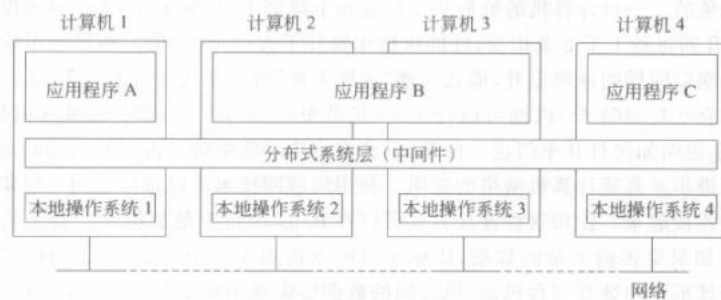 计算机 1
计算机 2
计算机 3
计算机 4
应用程序 A
应用程序 B
应用程序 C
分布式系统层（中间件）
本地操作系统 1
本地操作系统 2
本地操作系统 3
本地操作系统 4
网络